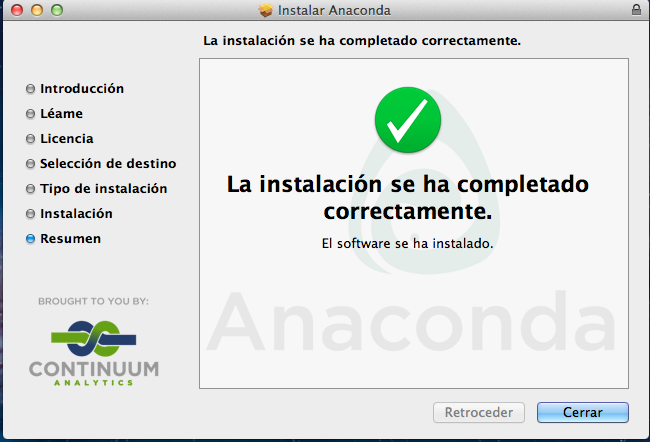 Instalar Anaconda
La instalación se ha completado correctamente.
Introducción
Léame
Licencia
Selección de destino
Tipo de instalación
Instalación
Resumen
BROUGHT TO YOU BY:
CONTINUUM
ANALYTICS
La instalación se ha completado
correctamente.
El software se ha instalado.
Anaconda
Retroceder
Cerrar